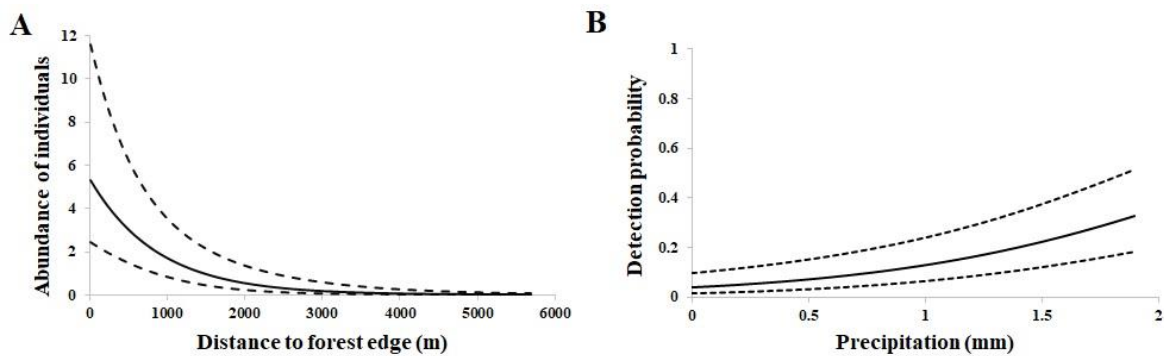 A
Abundance of individuals
12
10
8
6
4
2
0
0 1000 2000 3000 4000 5000 6000
Distance to forest edge (m)
B
Detection probability
1
0.8
0.6
0.4
0.2
0
0 0.5 1 1.5 2
Precipitation (mm)